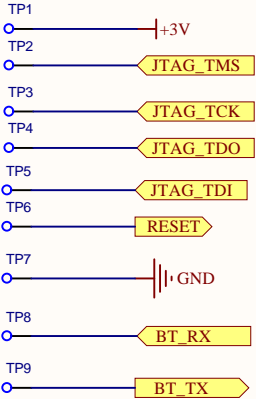 TP1
+3V
TP2
JTAG_TMS
TP3
JTAG_TCK
TP4
JTAG_TDO
TP5
JTAG_TDI
TP6
RESET
TP7
GND
TP8
BT_RX
TP9
BT_TX